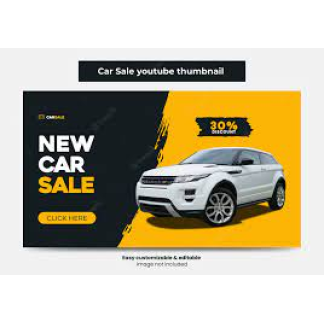 Car Sale youtube thumbnail
CARSALE
NEW
CAR
SALE
30%
DISCOUNT
CLICK HERE
Easy customizable & editable
image not included